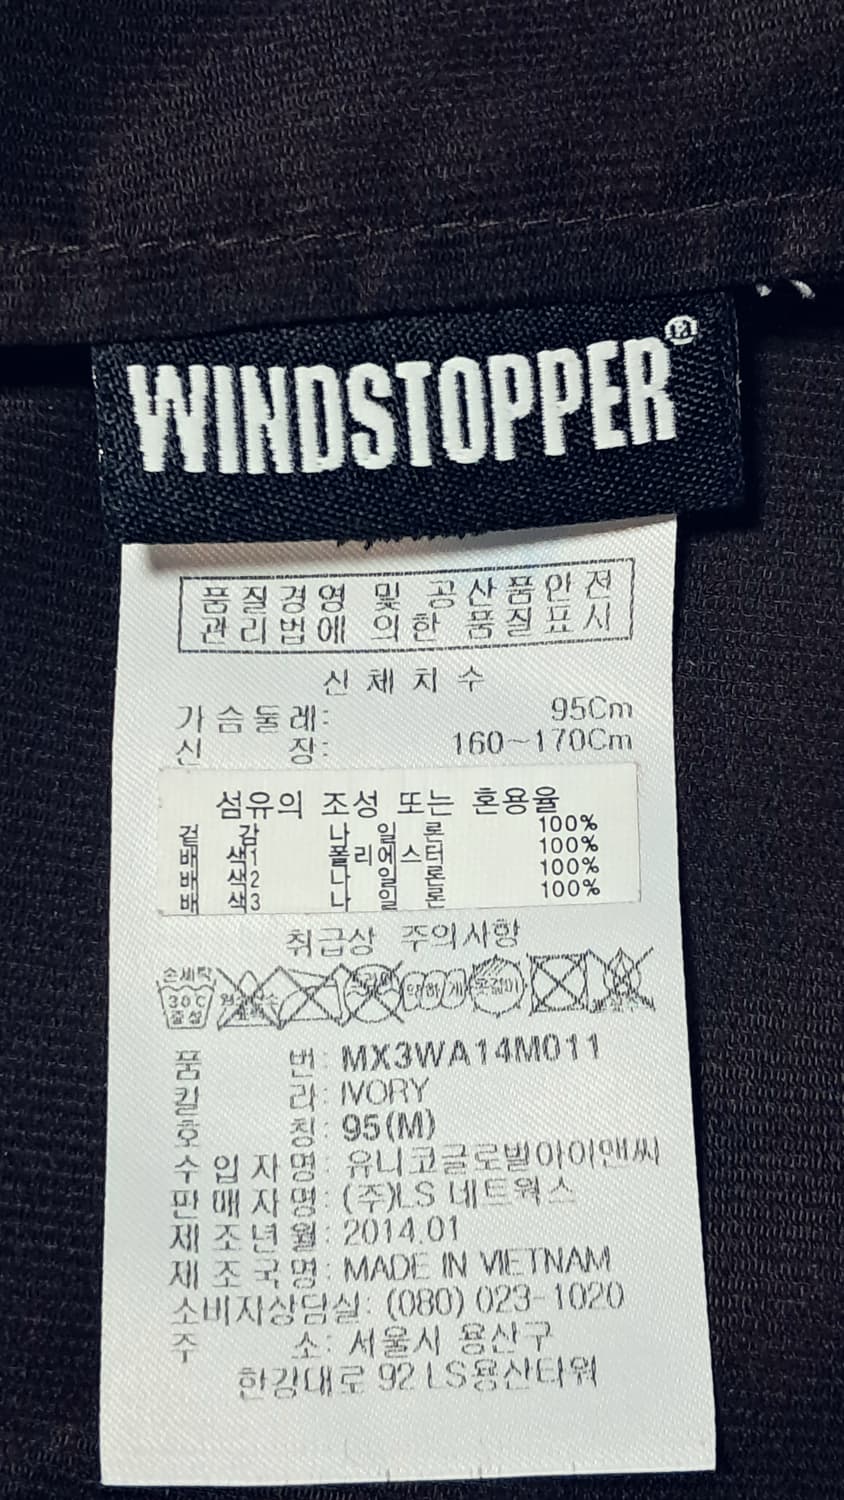 WINDSTOPPER®
품질경영 및 공산품안전
관리법에 의한 품질표시
신체치수
가슴둘레: 95Cm
신 장: 160~170Cm
섬유의 조성 또는 혼용율
겉 감 나 일 론 100%
배 색1 폴리에스터 100%
배 색2 나 일 론 100%
배 색3 나 일 론 100%
취급상 주의사항
손세탁
30℃ 중성 약하게 옷걸이
품 번: MX3WA14M011
컬 라: IVORY
호 칭: 95(M)
수입자명: 유니코글로벌아이앤씨
판매자명: (주)LS 네트웍스
제조년월: 2014.01
제조국명: MADE IN VIETNAM
소비자상담실: (080) 023-1020
주 소: 서울시 용산구
한강대로 92 LS용산타워